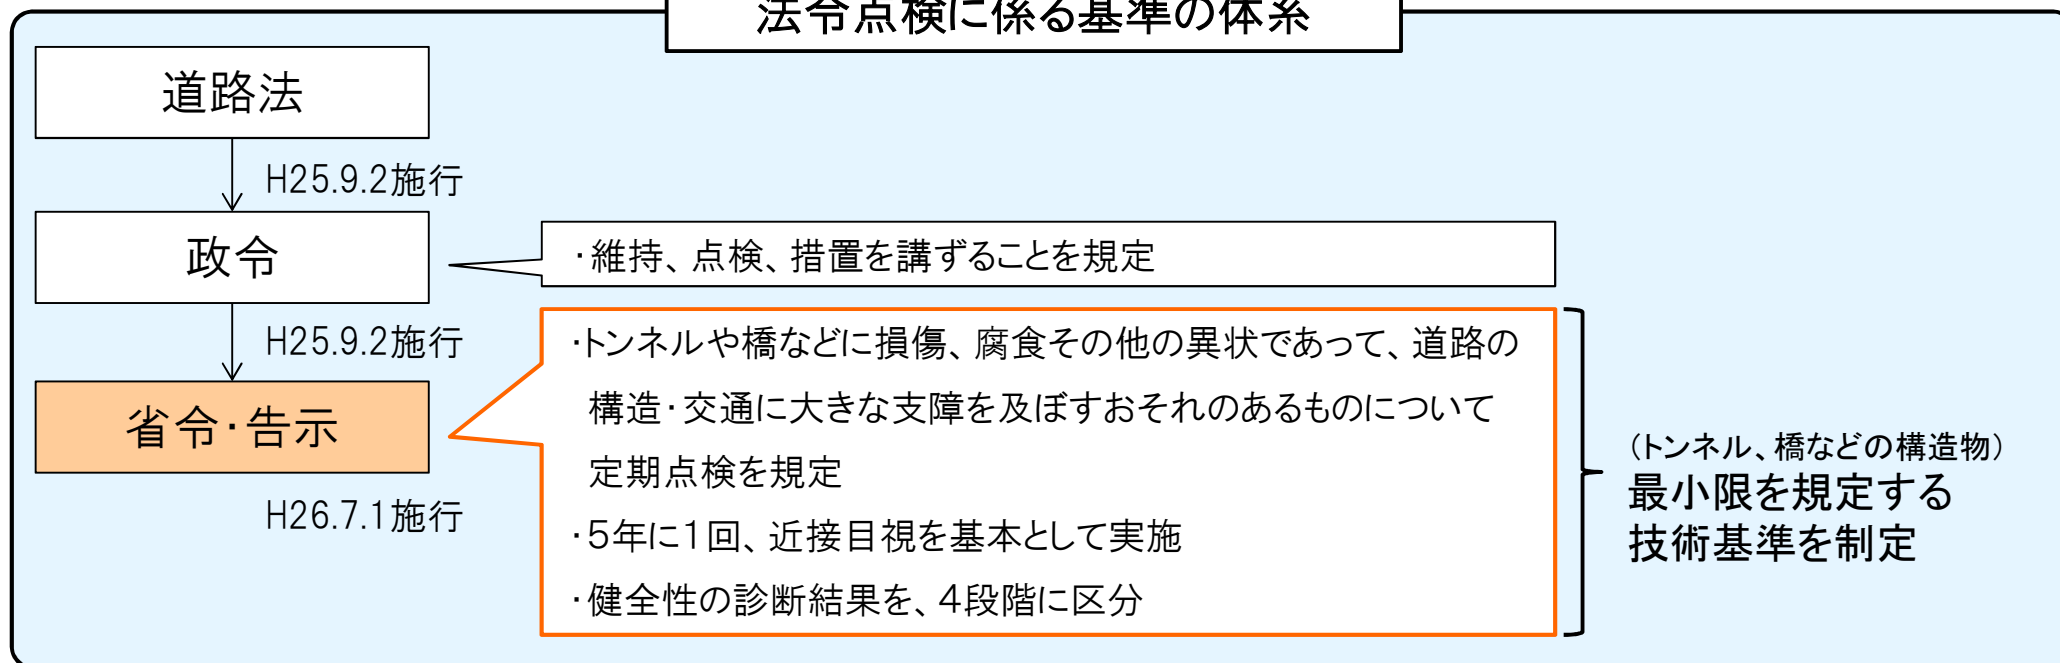 法令点検に係る基準の体系
道路法
H25.9.2施行
政令
・維持、点検、措置を講ずることを規定
H25.9.2施行
省令・告示
H26.7.1施行
・トンネルや橋などに損傷、腐食その他の異状であって、道路の
構造・交通に大きな支障を及ぼすおそれのあるものについて
定期点検を規定
・5年に1回、近接目視を基本として実施
・健全性の診断結果を、4段階に区分
(トンネル、橋などの構造物)
最小限を規定する
技術基準を制定